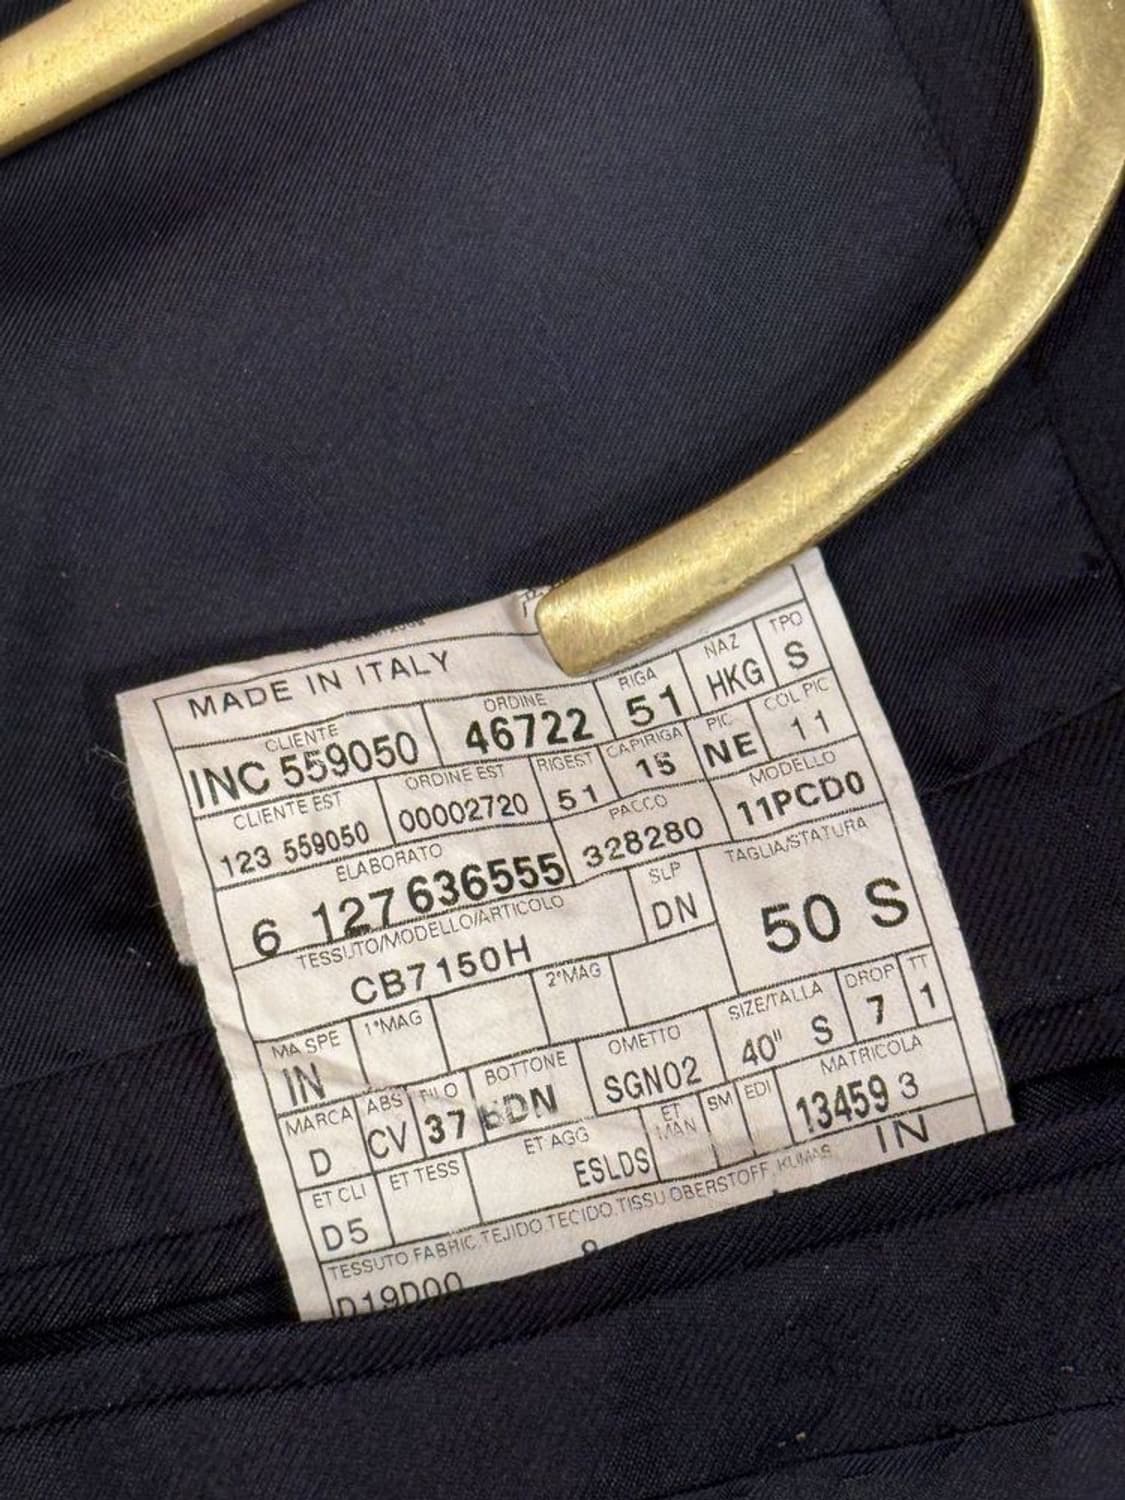 MADE IN ITALY
CLIENTE ORDINE RIGA NAZ TPO
INC 559050 46722 51 HKG S
CLIENTE EST ORDINE EST RIGEST CAPIRIGA PIC COL PIC
123 559050 00002720 51 15 NE 11
ELABORATO PACCO MODELLO
6 127636555 328280 11PCD0
TESSUTO/MODELLO/ARTICOLO SLP TAGLIA/STATURA
CB7150H DN 50 S
MA SPE 1°MAG 2°MAG SIZE/TALLA DROP TT
IN 40" S 7 1
MARCA ABS FILO BOTTONE OMETTO MATRICOLA
D CV 37 BDN SGN02 13459 3
ET CLI ET TESS ET AGG ET MAN SM EDI
D5 ESLDS IN
TESSUTO FABRIC, TEJIDO, TECIDO, TISSU, OBERSTOFF, KUMAS
D19D00